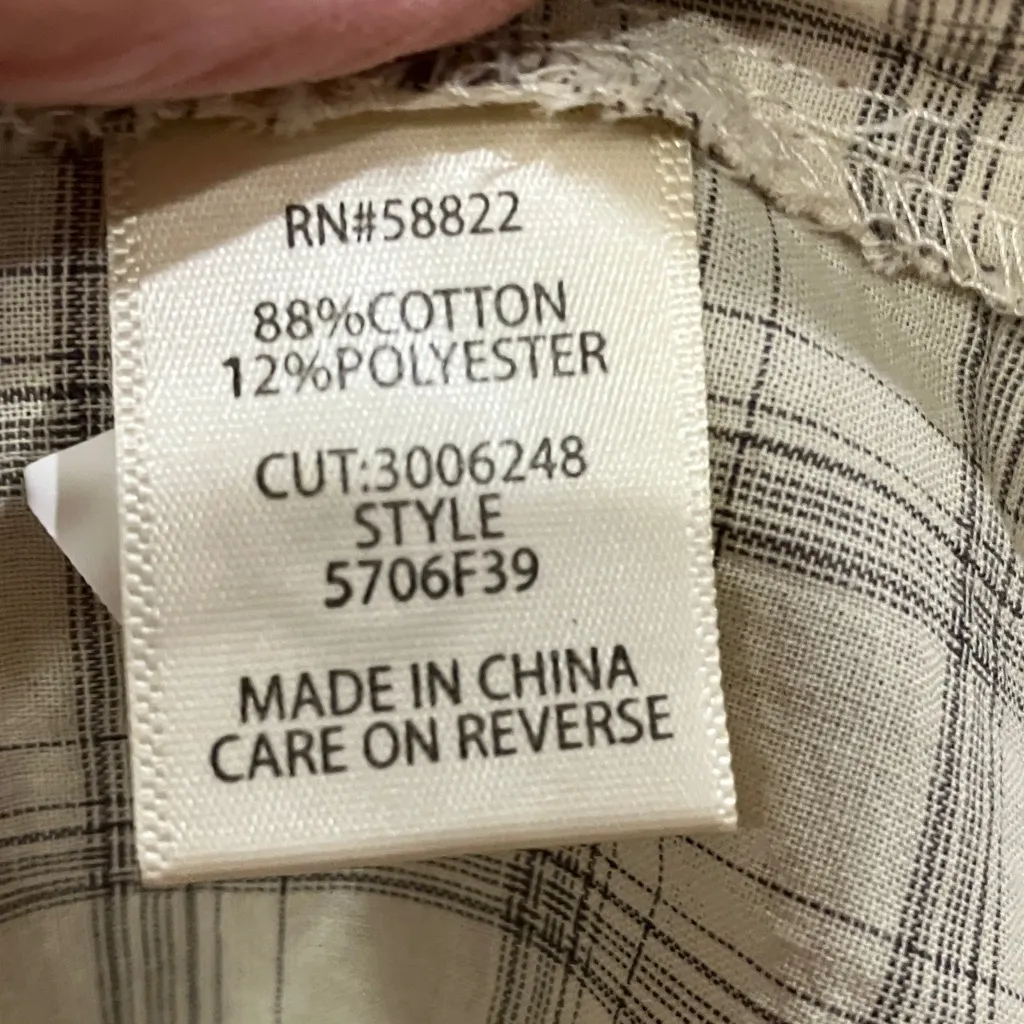 RN#58822
88%COTTON
12%POLYESTER
CUT:3006248
STYLE
5706F39
MADE IN CHINA
CARE ON REVERSE